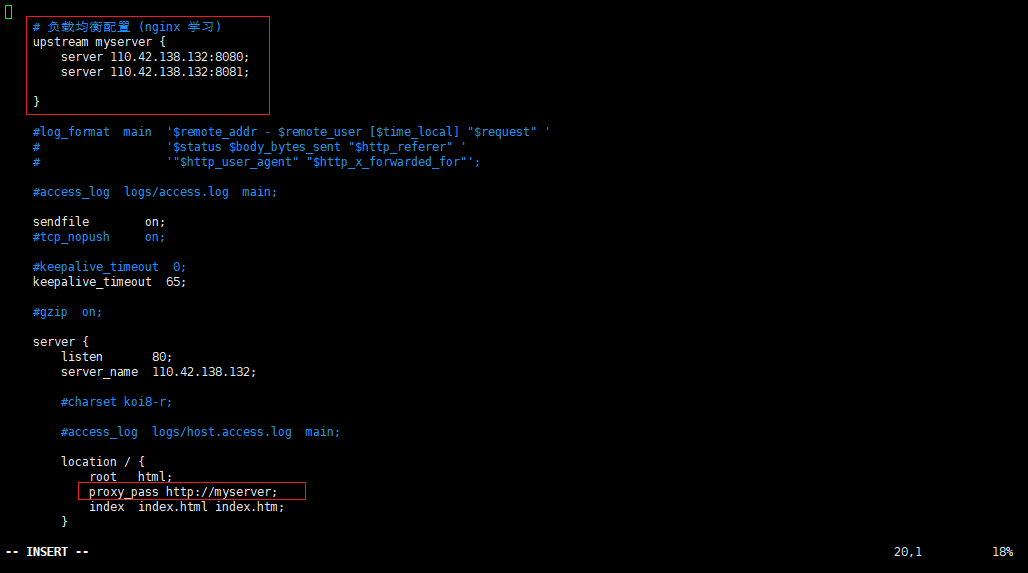 # 负载均衡配置 (nginx 学习)
upstream myserver {
    server 110.42.138.132:8080;
    server 110.42.138.132:8081;
}
#log_format  main  '$remote_addr - $remote_user [$time_local] "$request" '
#                  '$status $body_bytes_sent "$http_referer" '
#                  '"$http_user_agent" "$http_x_forwarded_for"';
#access_log  logs/access.log  main;
sendfile        on;
#tcp_nopush     on;
#keepalive_timeout  0;
keepalive_timeout  65;
#gzip  on;
server {
    listen       80;
    server_name  110.42.138.132;
    #charset koi8-r;
    #access_log  logs/host.access.log  main;
    location / {
        root   html;
        proxy_pass http://myserver;
        index  index.html index.htm;
    }
-- INSERT -- 20,1 18%